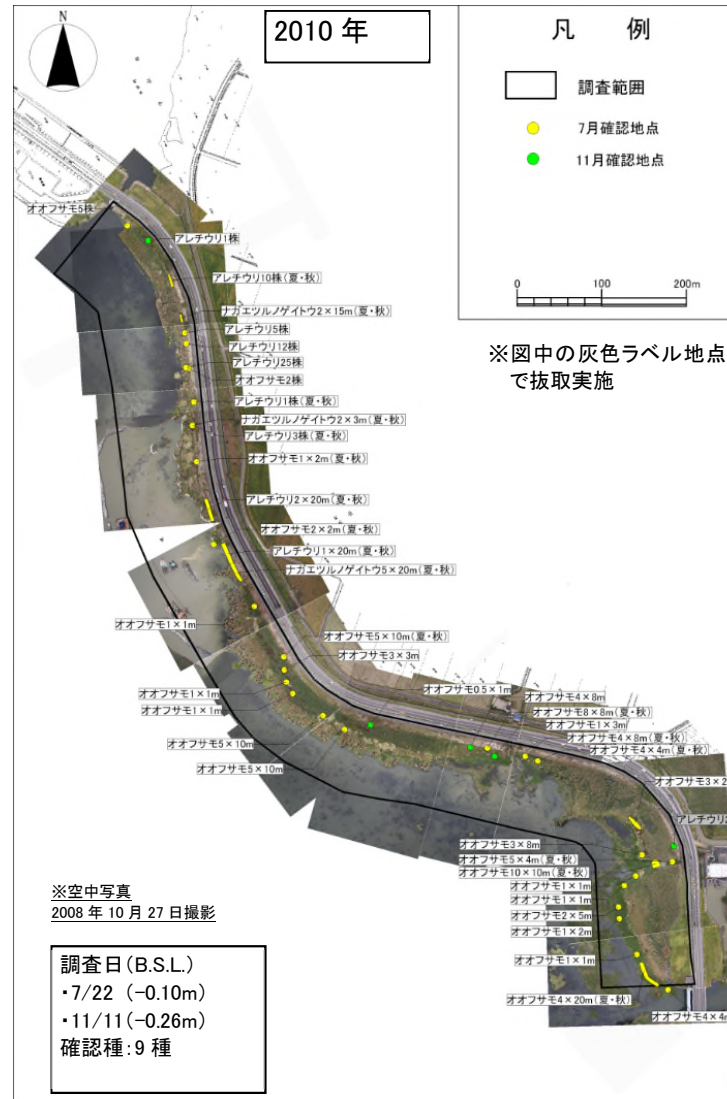 2010 年
N
凡 例
調査範囲
7月確認地点
11月確認地点
0 100 200m
※図中の灰色ラベル地点
で抜取実施
オオフサモ5株
アレチウリ1株
アレチウリ10株(夏・秋)
ナガエツルノゲイトウ2×15m(夏・秋)
アレチウリ5株
アレチウリ12株
アレチウリ25株
オオフサモ2株
アレチウリ1株(夏・秋)
ナガエツルノゲイトウ2×3m(夏・秋)
アレチウリ3株(夏・秋)
オオフサモ1×2m(夏・秋)
アレチウリ2×20m(夏・秋)
オオフサモ2×2m(夏・秋)
アレチウリ1×20m(夏・秋)
ナガエツルノゲイトウ5×20m(夏・秋)
オオフサモ1×1m
オオフサモ5×10m(夏・秋)
オオフサモ3×3m
オオフサモ0.5×1m
オオフサモ1×1m
オオフサモ1×1m
オオフサモ4×8m
オオフサモ8×8m(夏・秋)
オオフサモ1×3m
オオフサモ4×8m(夏・秋)
オオフサモ4×4m(夏・秋)
オオフサモ5×10m
オオフサモ5×10m
オオフサモ3×2
アレチウリ2
オオフサモ3×8m
オオフサモ5×4m(夏・秋)
オオフサモ10×10m(夏・秋)
オオフサモ1×1m
オオフサモ1×1m
オオフサモ2×5m
オオフサモ1×2m
オオフサモ1×1m
オオフサモ4×20m(夏・秋)
オオフサモ4×4m
※空中写真
2008 年 10 月 27 日撮影
調査日(B.S.L.)
・7/22 (-0.10m)
・11/11(-0.26m)
確認種:9 種